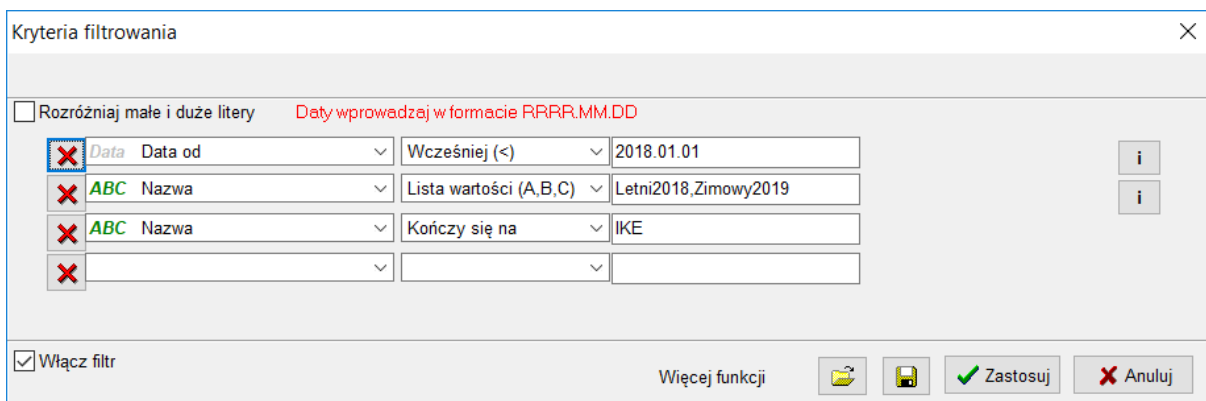 Kryteria filtrowania
Rozróżniaj małe i duże litery Daty wprowadzaj w formacie RRRR.MM.DD
Data Data od Wcześniej (<) 2018.01.01 i
ABC Nazwa Lista wartości (A,B,C) Letni2018,Zimowy2019 i
ABC Nazwa Kończy się na IKE
Włącz filtr Więcej funkcji Zastosuj Anuluj